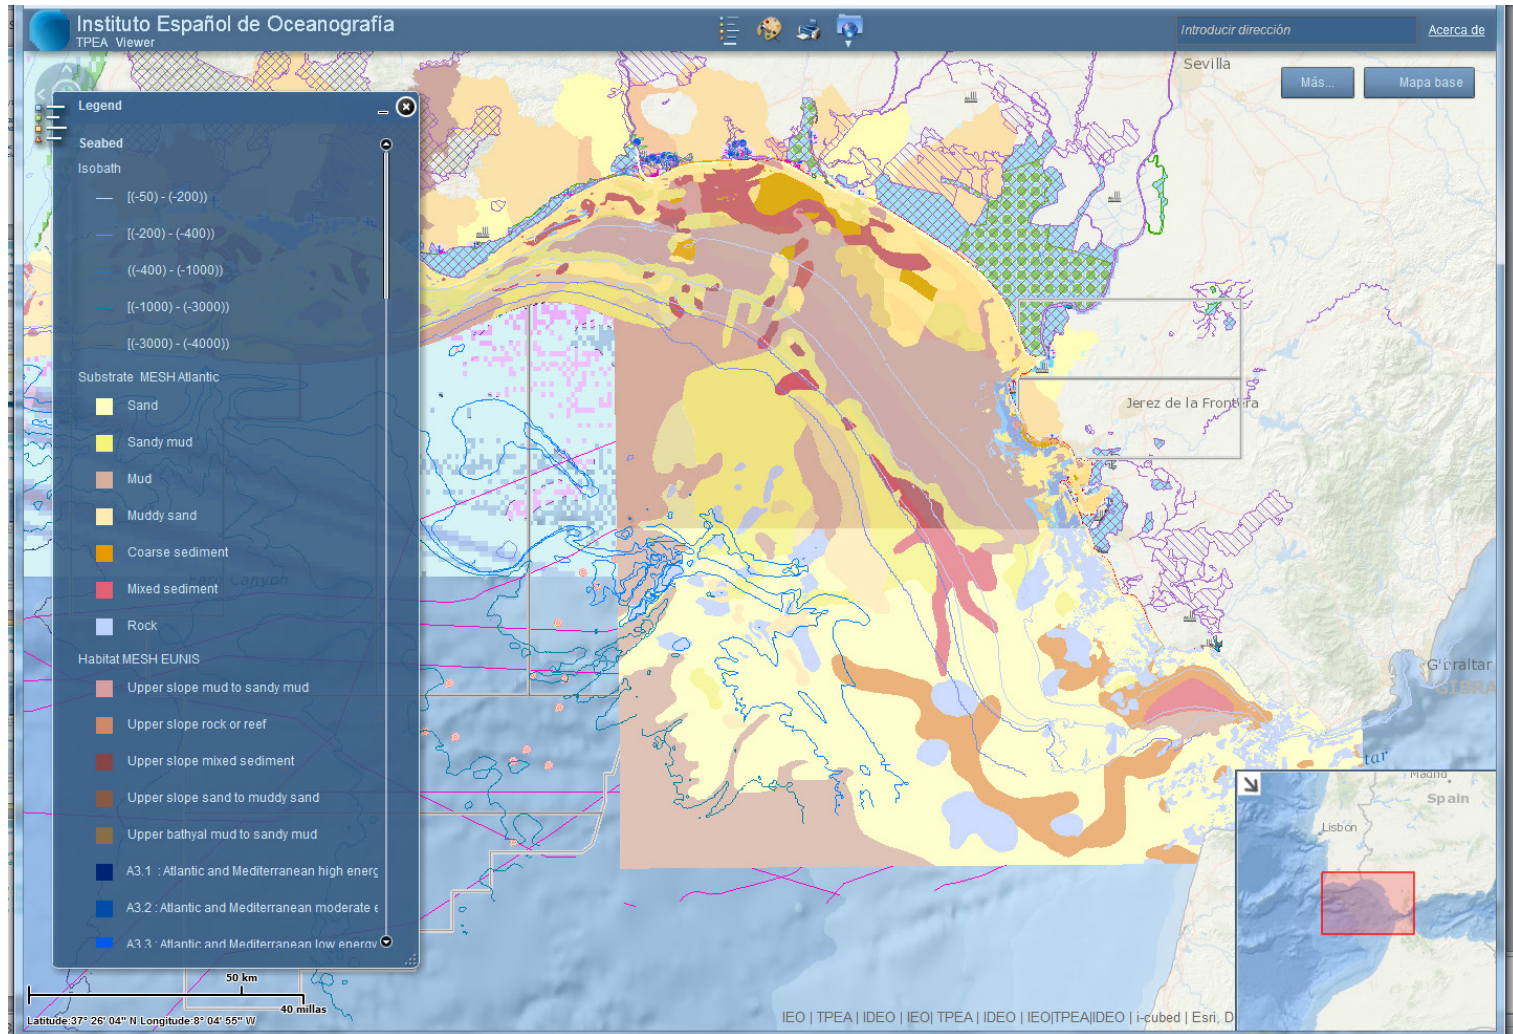 Instituto Español de Oceanografía
TPEA Viewer
Introducir dirección
Acerca de
Sevilla
Más...
Mapa base
Legend
Seabed
Isobath
[(-50) - (-200))
[(-200) - (-400))
((-400) - (-1000))
[(-1000) - (-3000))
[(-3000) - (-4000))
Substrate MESH Atlantic
Sand
Sandy mud
Mud
Muddy sand
Coarse sediment
Mixed sediment
Rock
Habitat MESH EUNIS
Upper slope mud to sandy mud
Upper slope rock or reef
Upper slope mixed sediment
Upper slope sand to muddy sand
Upper bathyal mud to sandy mud
A3.1 : Atlantic and Mediterranean high energ
A3.2 : Atlantic and Mediterranean moderate e
A3.3 : Atlantic and Mediterranean low energy
Canyon
Jerez de la Frontera
Gibraltar
GIBRA
tar
Madrid
Spain
Lisbon
50 km
40 millas
Latitude:37° 26' 04" N Longitude:8° 04' 55" W
IEO | TPEA | IDEO | IEO| TPEA | IDEO | IEO|TPEA|IDEO | i-cubed | Esri, D